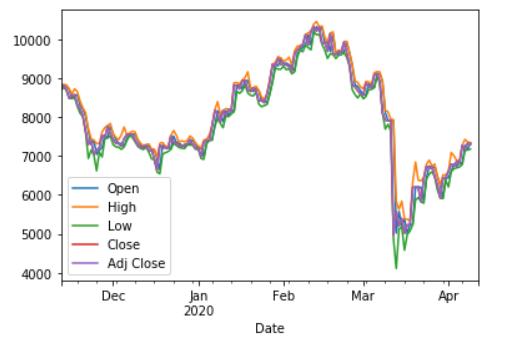 10000
9000
8000
7000
6000
5000
4000
Open
High
Low
Close
Adj Close
Dec
Jan
2020
Feb
Mar
Apr
Date